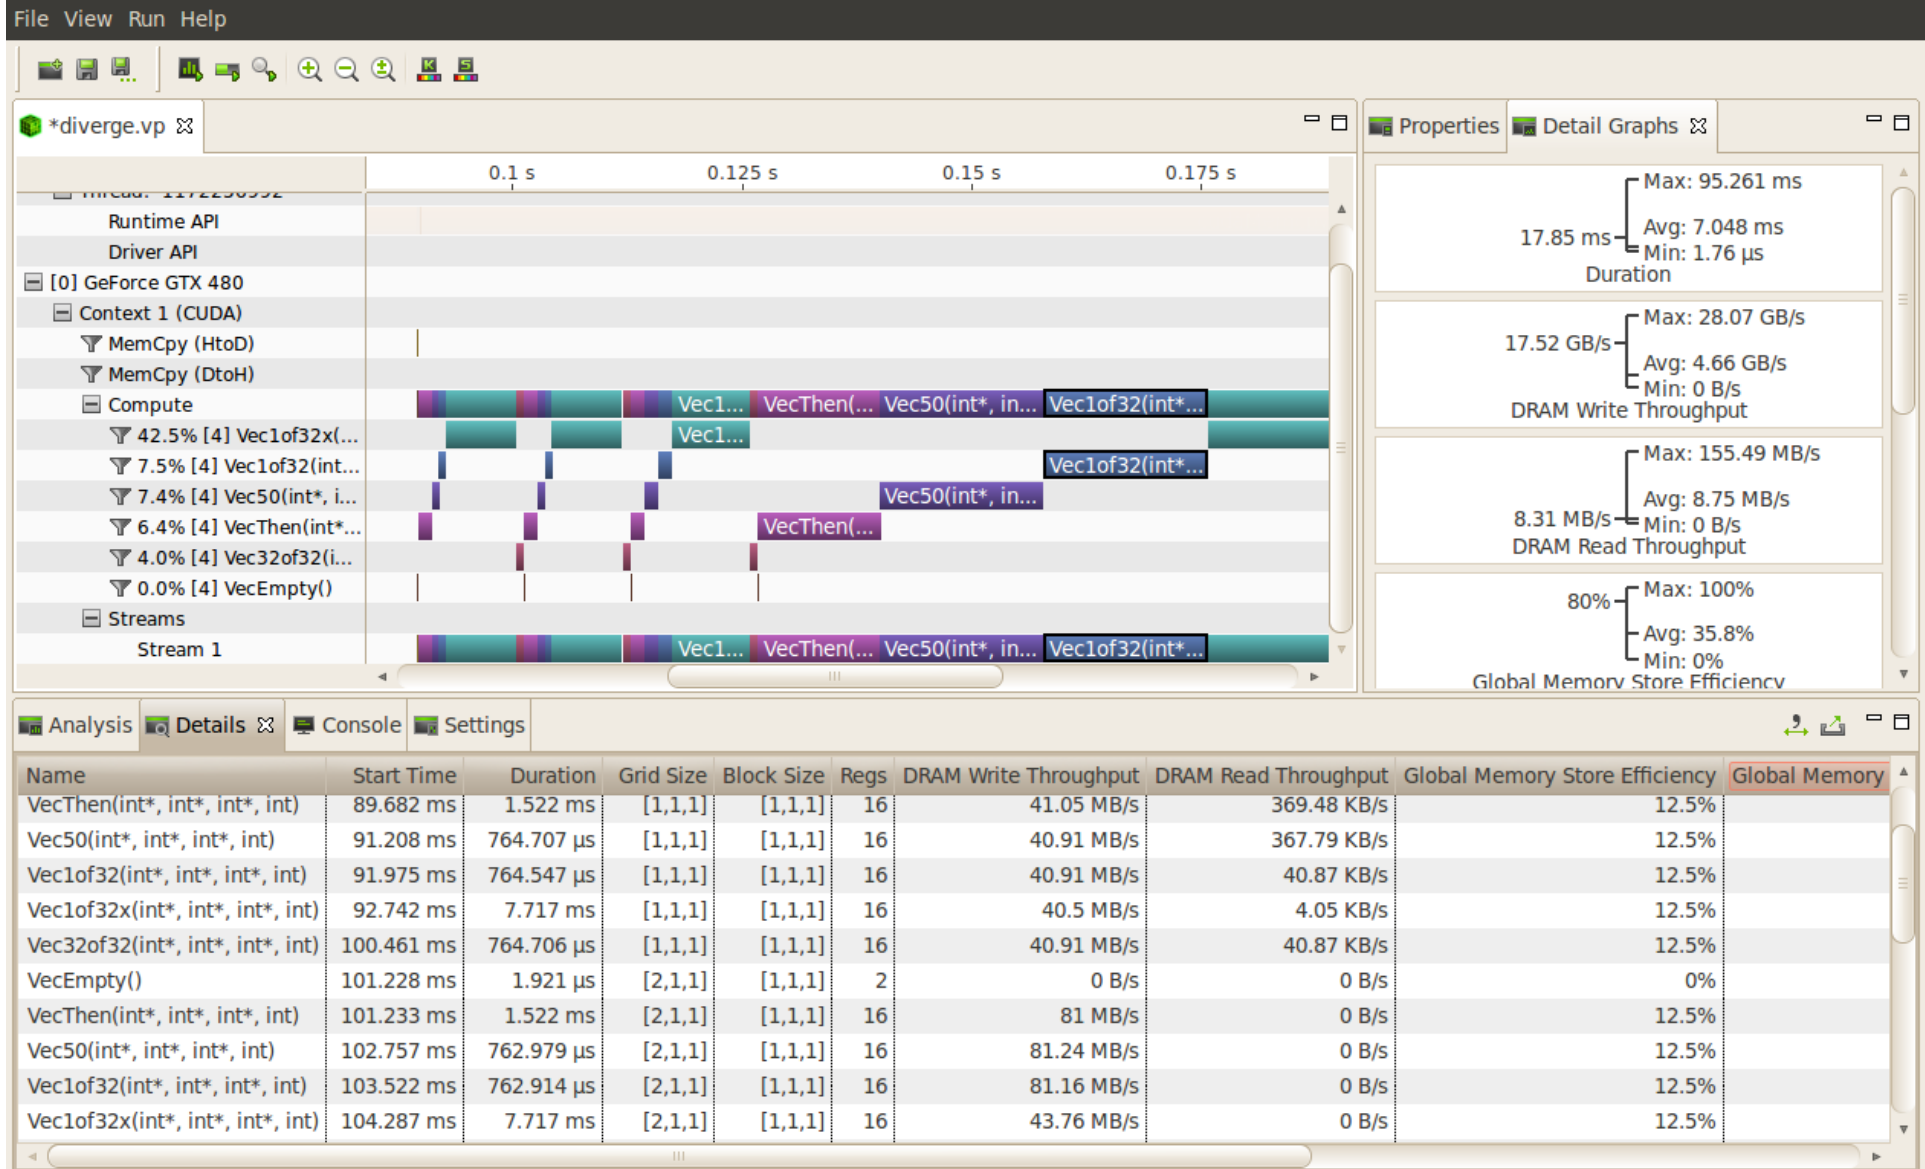 File View Run Help
*diverge.vp
0.1 s 0.125 s 0.15 s 0.175 s
Runtime API
Driver API
[0] GeForce GTX 480
Context 1 (CUDA)
MemCpy (HtoD)
MemCpy (DtoH)
Compute Vec1... VecThen(... Vec50(int*, in... Vec1of32(int*...
42.5% [4] Vec1of32x(... Vec1...
7.5% [4] Vec1of32(int... Vec1of32(int*...
7.4% [4] Vec50(int*, i... Vec50(int*, in...
6.4% [4] VecThen(int*... VecThen(...
4.0% [4] Vec32of32(i...
0.0% [4] VecEmpty()
Streams
Stream 1 Vec1... VecThen(... Vec50(int*, in... Vec1of32(int*...
Properties Detail Graphs
Max: 95.261 ms
17.85 ms Avg: 7.048 ms
Min: 1.76 µs
Duration
Max: 28.07 GB/s
17.52 GB/s
Avg: 4.66 GB/s
Min: 0 B/s
DRAM Write Throughput
Max: 155.49 MB/s
Avg: 8.75 MB/s
8.31 MB/s Min: 0 B/s
DRAM Read Throughput
Max: 100%
80%
Avg: 35.8%
Min: 0%
Global Memory Store Efficiency
Analysis Details Console Settings
Name Start Time Duration Grid Size Block Size Regs DRAM Write Throughput DRAM Read Throughput Global Memory Store Efficiency Global Memory
VecThen(int*, int*, int*, int) 89.682 ms 1.522 ms [1,1,1] [1,1,1] 16 41.05 MB/s 369.48 KB/s 12.5%
Vec50(int*, int*, int*, int) 91.208 ms 764.707 µs [1,1,1] [1,1,1] 16 40.91 MB/s 367.79 KB/s 12.5%
Vec1of32(int*, int*, int*, int) 91.975 ms 764.547 µs [1,1,1] [1,1,1] 16 40.91 MB/s 40.87 KB/s 12.5%
Vec1of32x(int*, int*, int*, int) 92.742 ms 7.717 ms [1,1,1] [1,1,1] 16 40.5 MB/s 4.05 KB/s 12.5%
Vec32of32(int*, int*, int*, int) 100.461 ms 764.706 µs [1,1,1] [1,1,1] 16 40.91 MB/s 40.87 KB/s 12.5%
VecEmpty() 101.228 ms 1.921 µs [2,1,1] [1,1,1] 2 0 B/s 0 B/s 0%
VecThen(int*, int*, int*, int) 101.233 ms 1.522 ms [2,1,1] [1,1,1] 16 81 MB/s 0 B/s 12.5%
Vec50(int*, int*, int*, int) 102.757 ms 762.979 µs [2,1,1] [1,1,1] 16 81.24 MB/s 0 B/s 12.5%
Vec1of32(int*, int*, int*, int) 103.522 ms 762.914 µs [2,1,1] [1,1,1] 16 81.16 MB/s 0 B/s 12.5%
Vec1of32x(int*, int*, int*, int) 104.287 ms 7.717 ms [2,1,1] [1,1,1] 16 43.76 MB/s 0 B/s 12.5%